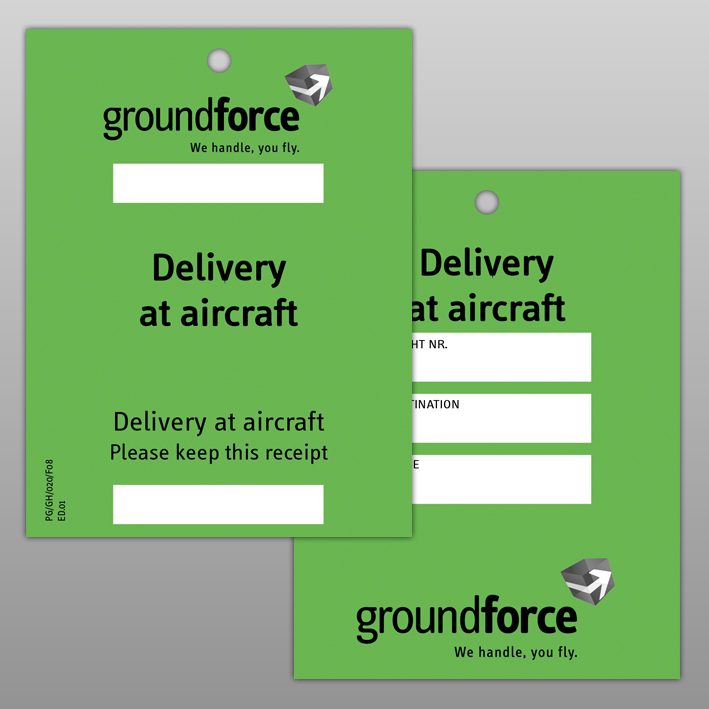 groundforce
We handle, you fly.
Delivery
at aircraft
Delivery at aircraft
Please keep this receipt
PG/GH/020/F08
ED.01
Delivery
at aircraft
HT NR.
TINATION
E
groundforce
We handle, you fly.